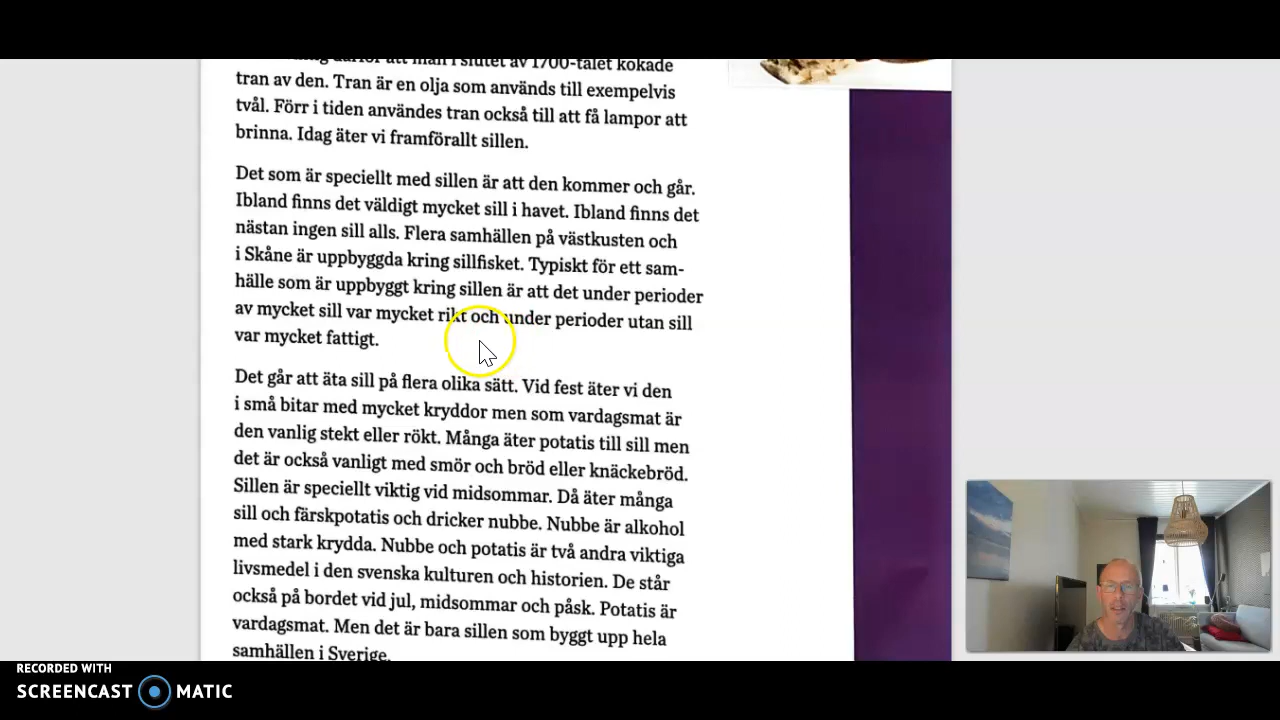 därför att man i slutet av 1700-talet kokade
tran av den. Tran är en olja som används till exempelvis
tvål. Förr i tiden användes tran också till att få lampor att
brinna. Idag äter vi framförallt sillen.
Det som är speciellt med sillen är att den kommer och går.
Ibland finns det väldigt mycket sill i havet. Ibland finns det
nästan ingen sill alls. Flera samhällen på västkusten och
i Skåne är uppbyggda kring sillfisket. Typiskt för ett sam-
hälle som är uppbyggt kring sillen är att det under perioder
av mycket sill var mycket rikt och under perioder utan sill
var mycket fattigt.
Det går att äta sill på flera olika sätt. Vid fest äter vi den
i små bitar med mycket kryddor men som vardagsmat är
den vanlig stekt eller rökt. Många äter potatis till sill men
det är också vanligt med smör och bröd eller knäckebröd.
Sillen är speciellt viktig vid midsommar. Då äter många
sill och färskpotatis och dricker nubbe. Nubbe är alkohol
med stark krydda. Nubbe och potatis är två andra viktiga
livsmedel i den svenska kulturen och historien. De står
också på bordet vid jul, midsommar och påsk. Potatis är
vardagsmat. Men det är bara sillen som byggt upp hela
samhällen i Sverige.
RECORDED WITH
SCREENCAST MATIC